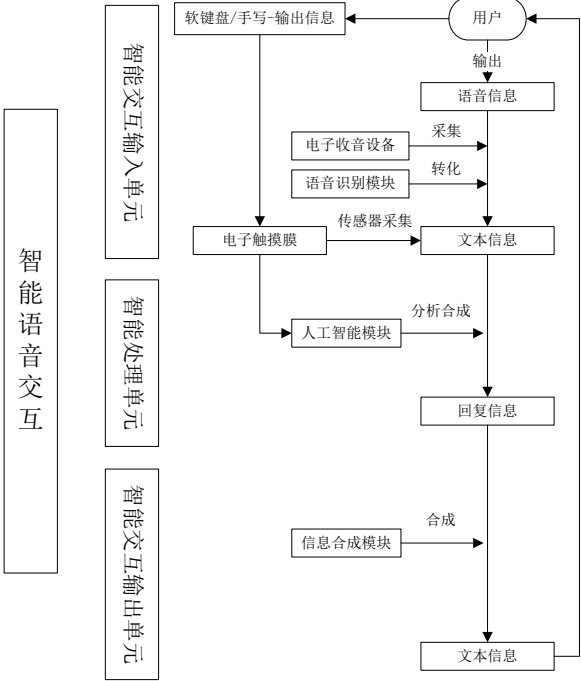 智能语音交互
智能交互输入单元
智能处理单元
智能交互输出单元
软键盘/手写-输出信息
用户
输出
语音信息
采集
电子收音设备
转化
语音识别模块
传感器采集
电子触摸膜
文本信息
分析合成
人工智能模块
回复信息
合成
信息合成模块
文本信息